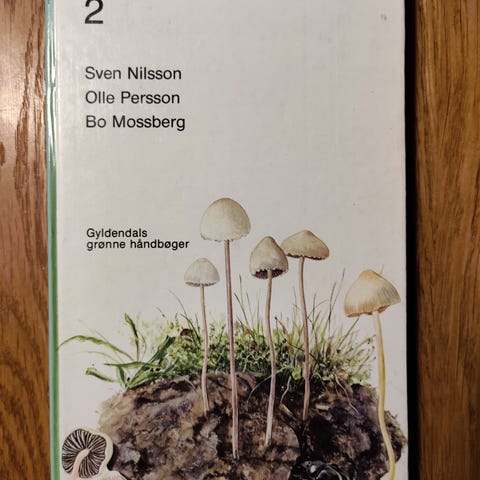 2
Sven Nilsson
Olle Persson
Bo Mossberg
Gyldendals
grønne håndbøger